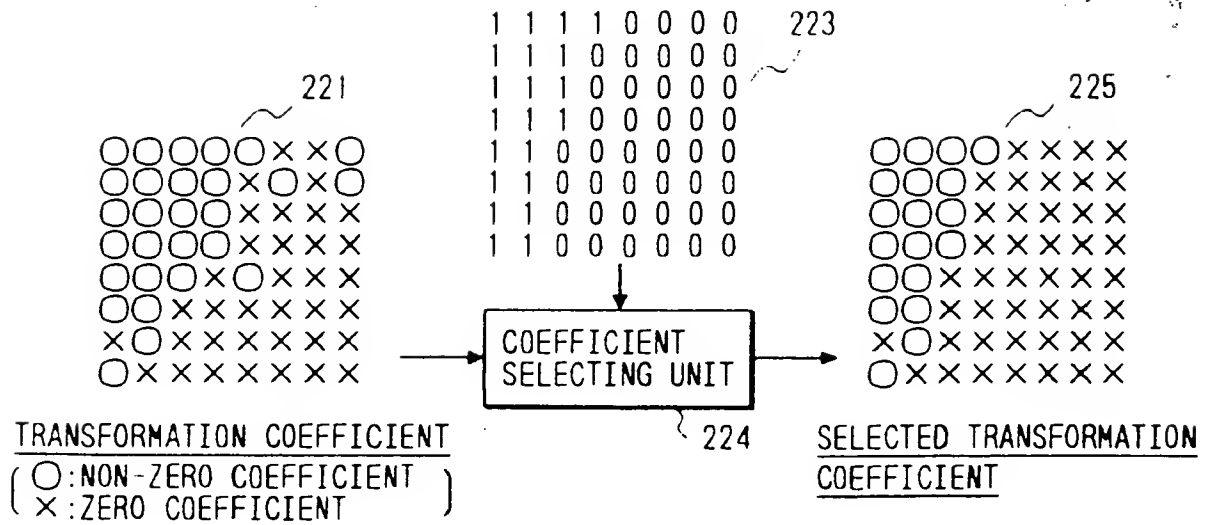 1 1 1 1 0 0 0 0
1 1 1 0 0 0 0 0
1 1 1 0 0 0 0 0
1 1 1 0 0 0 0 0
1 1 0 0 0 0 0 0
1 1 0 0 0 0 0 0
1 1 0 0 0 0 0 0
1 1 0 0 0 0 0 0
223
221
225
○○○○○××○
○○○○×○×○
○○○○××××
○○○○××××
○○○×○×××
○○××××××
×○××××××
○×××××××
○○○○××××
○○○×××××
○○○×××××
○○○×××××
○○××××××
○○××××××
×○××××××
○×××××××
COEFFICIENT
SELECTING UNIT
224
TRANSFORMATION COEFFICIENT
( ○:NON-ZERO COEFFICIENT
×:ZERO COEFFICIENT )
SELECTED TRANSFORMATION
COEFFICIENT